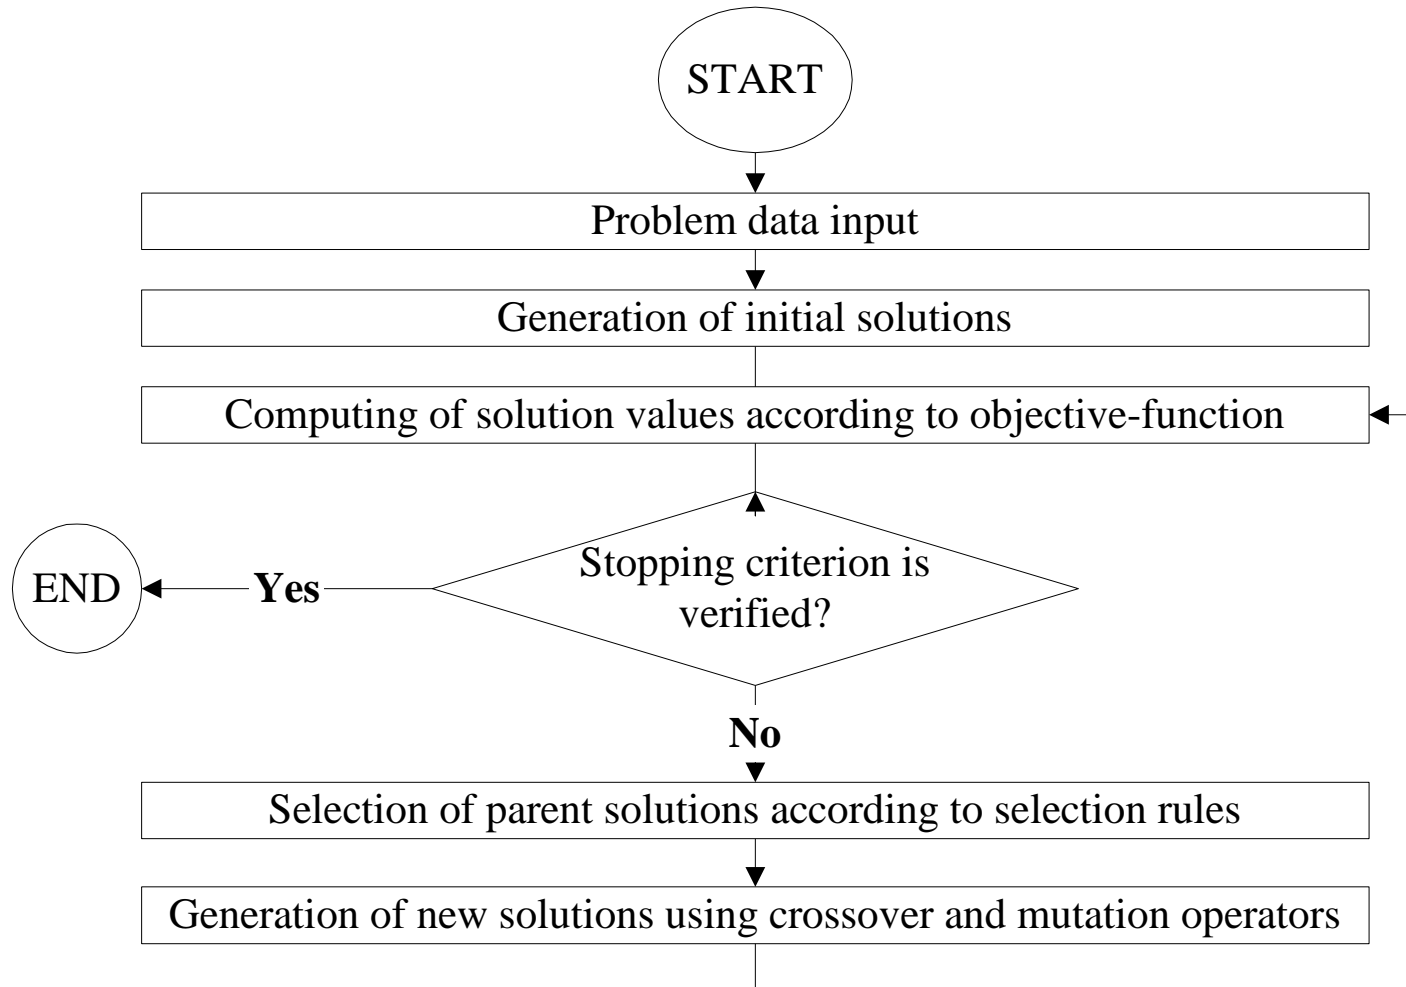 START
Problem data input
Generation of initial solutions
Computing of solution values according to objective-function
Stopping criterion is
verified?
END
Yes
No
Selection of parent solutions according to selection rules
Generation of new solutions using crossover and mutation operators